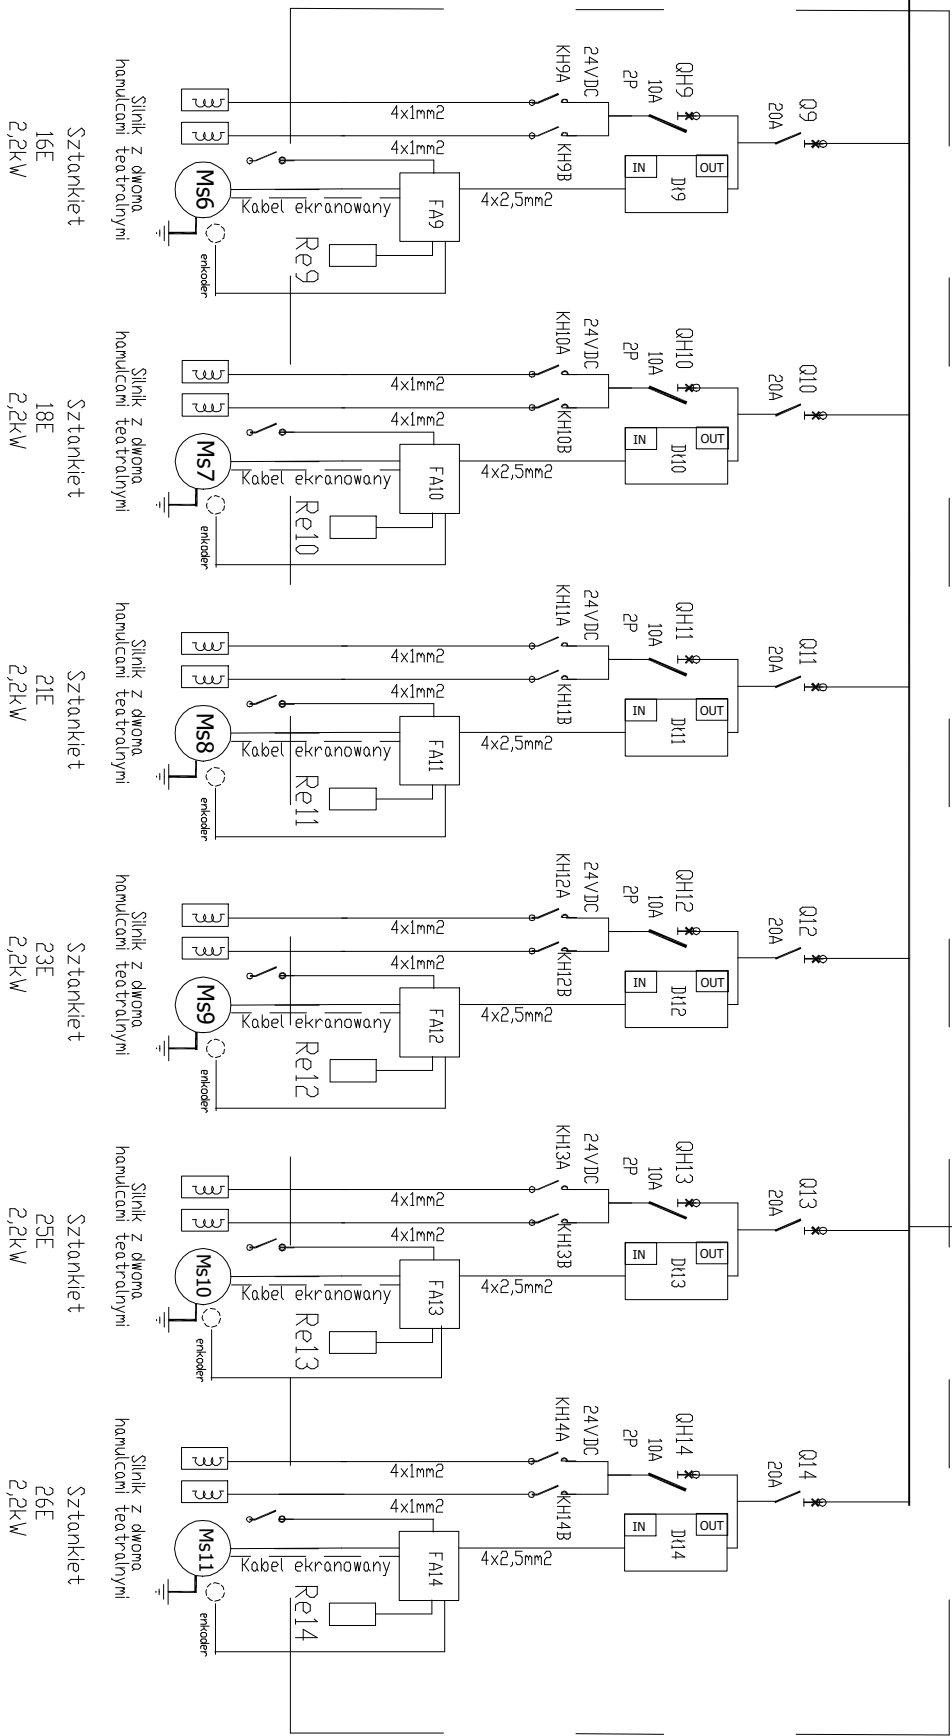 Q9
20A
QH9
10A
2P
24VDC
KH9A
KH9B
OUT
IN
Dł9
4x2,5mm2
4x1mm2
4x1mm2
FA9
Re9
Kabel ekranowany
Ms6
enkoder
Silnik z dwoma
hamulcami teatralnymi
Sztankiet
16E
2,2kW
Q10
20A
QH10
10A
2P
24VDC
KH10A
KH10B
OUT
IN
Dł10
4x2,5mm2
4x1mm2
4x1mm2
FA10
Re10
Kabel ekranowany
Ms7
enkoder
Silnik z dwoma
hamulcami teatralnymi
Sztankiet
18E
2,2kW
Q11
20A
QH11
10A
2P
24VDC
KH11A
KH11B
OUT
IN
Dł11
4x2,5mm2
4x1mm2
4x1mm2
FA11
Re11
Kabel ekranowany
Ms8
enkoder
Silnik z dwoma
hamulcami teatralnymi
Sztankiet
21E
2,2kW
Q12
20A
QH12
10A
2P
24VDC
KH12A
KH12B
OUT
IN
Dł12
4x2,5mm2
4x1mm2
4x1mm2
FA12
Re12
Kabel ekranowany
Ms9
enkoder
Silnik z dwoma
hamulcami teatralnymi
Sztankiet
23E
2,2kW
Q13
20A
QH13
10A
2P
24VDC
KH13A
KH13B
OUT
IN
Dł13
4x2,5mm2
4x1mm2
4x1mm2
FA13
Re13
Kabel ekranowany
Ms10
enkoder
Silnik z dwoma
hamulcami teatralnymi
Sztankiet
25E
2,2kW
Q14
20A
QH14
10A
2P
24VDC
KH14A
KH14B
OUT
IN
Dł14
4x2,5mm2
4x1mm2
4x1mm2
FA14
Re14
Kabel ekranowany
Ms11
enkoder
Silnik z dwoma
hamulcami teatralnymi
Sztankiet
26E
2,2kW